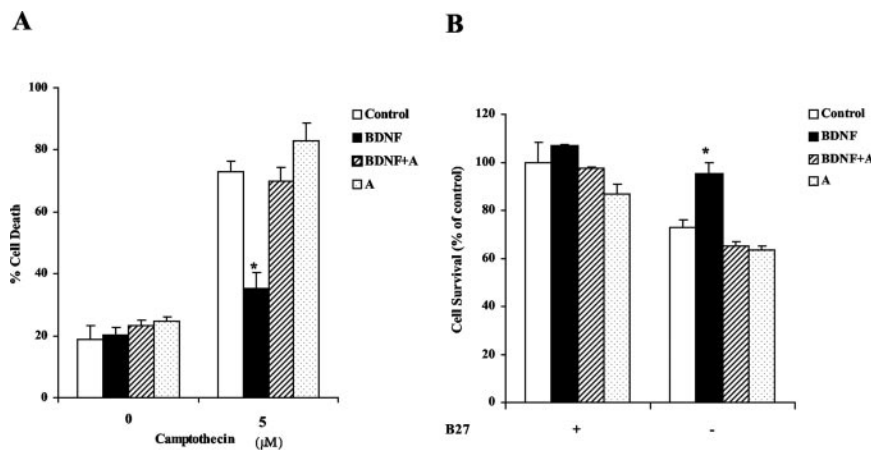 A
B
% Cell Death
100
80
60
40
20
0
Control
BDNF
BDNF+A
A
*
0
5
Camptothecin (µM)
Cell Survival (% of control)
120
100
80
60
40
20
0
Control
BDNF
BDNF+A
A
*
B27
+
-